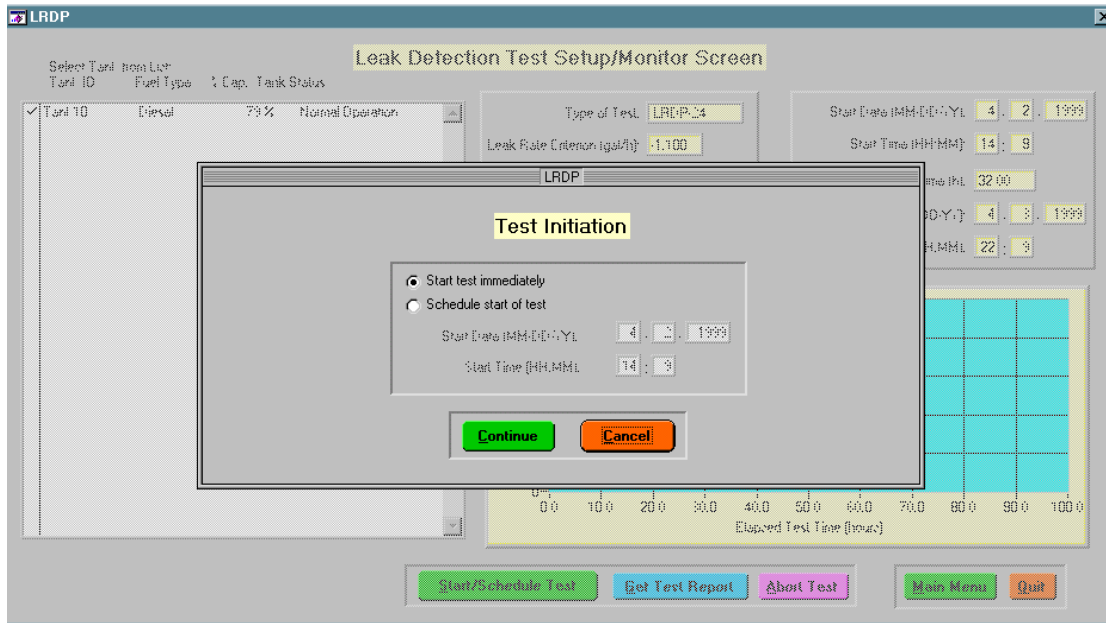 LRDP
Leak Detection Test Setup/Monitor Screen
Select Tank from List:
Tank ID Fuel Type % Cap. Tank Status
Tank 10 Diesel 79 % Normal Operation
Type of Test: LRDP-24
Leak Rate Criterion (gal/h): -1.100
Start Date (MM-DD-YY): 4 . 2 . 1999
Start Time (HH:MM): 14 : 9
32.00
4 . 3 . 1999
22 : 9
LRDP
Test Initiation
Start test immediately
Schedule start of test
Start Date (MM-DD-YY): 4 . 2 . 1999
Start Time (HH:MM): 14 : 9
Continue Cancel
0.0 10.0 20.0 30.0 40.0 50.0 60.0 70.0 80.0 90.0 100.0
Elapsed Test Time (hours)
Start/Schedule Test Get Test Report Abort Test Main Menu Quit